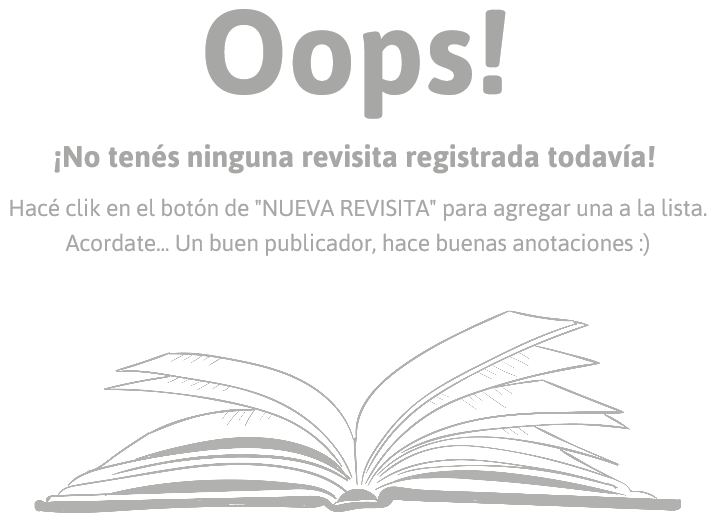 Oops!
¡No tenés ninguna revisita registrada todavía!
Hacé clik en el botón de "NUEVA REVISITA" para agregar una a la lista.
Acordate... Un buen publicador, hace buenas anotaciones :)